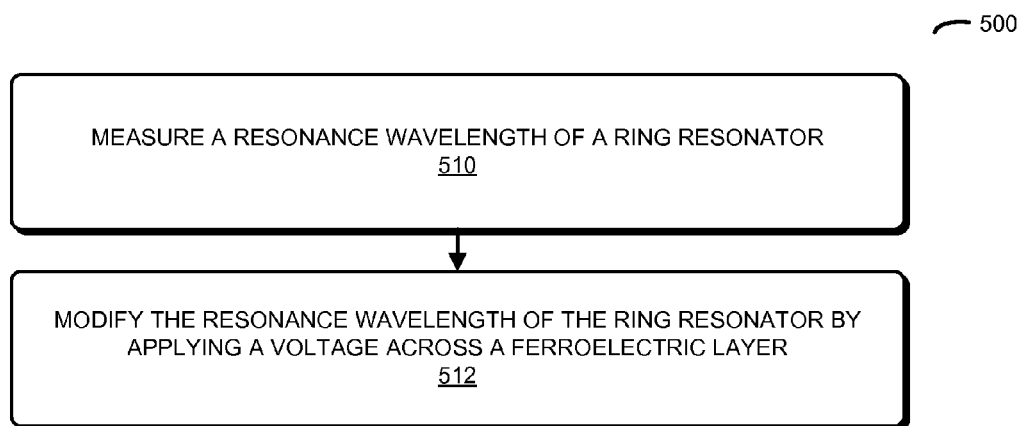 500
MEASURE A RESONANCE WAVELENGTH OF A RING RESONATOR
510
MODIFY THE RESONANCE WAVELENGTH OF THE RING RESONATOR BY
APPLYING A VOLTAGE ACROSS A FERROELECTRIC LAYER
512